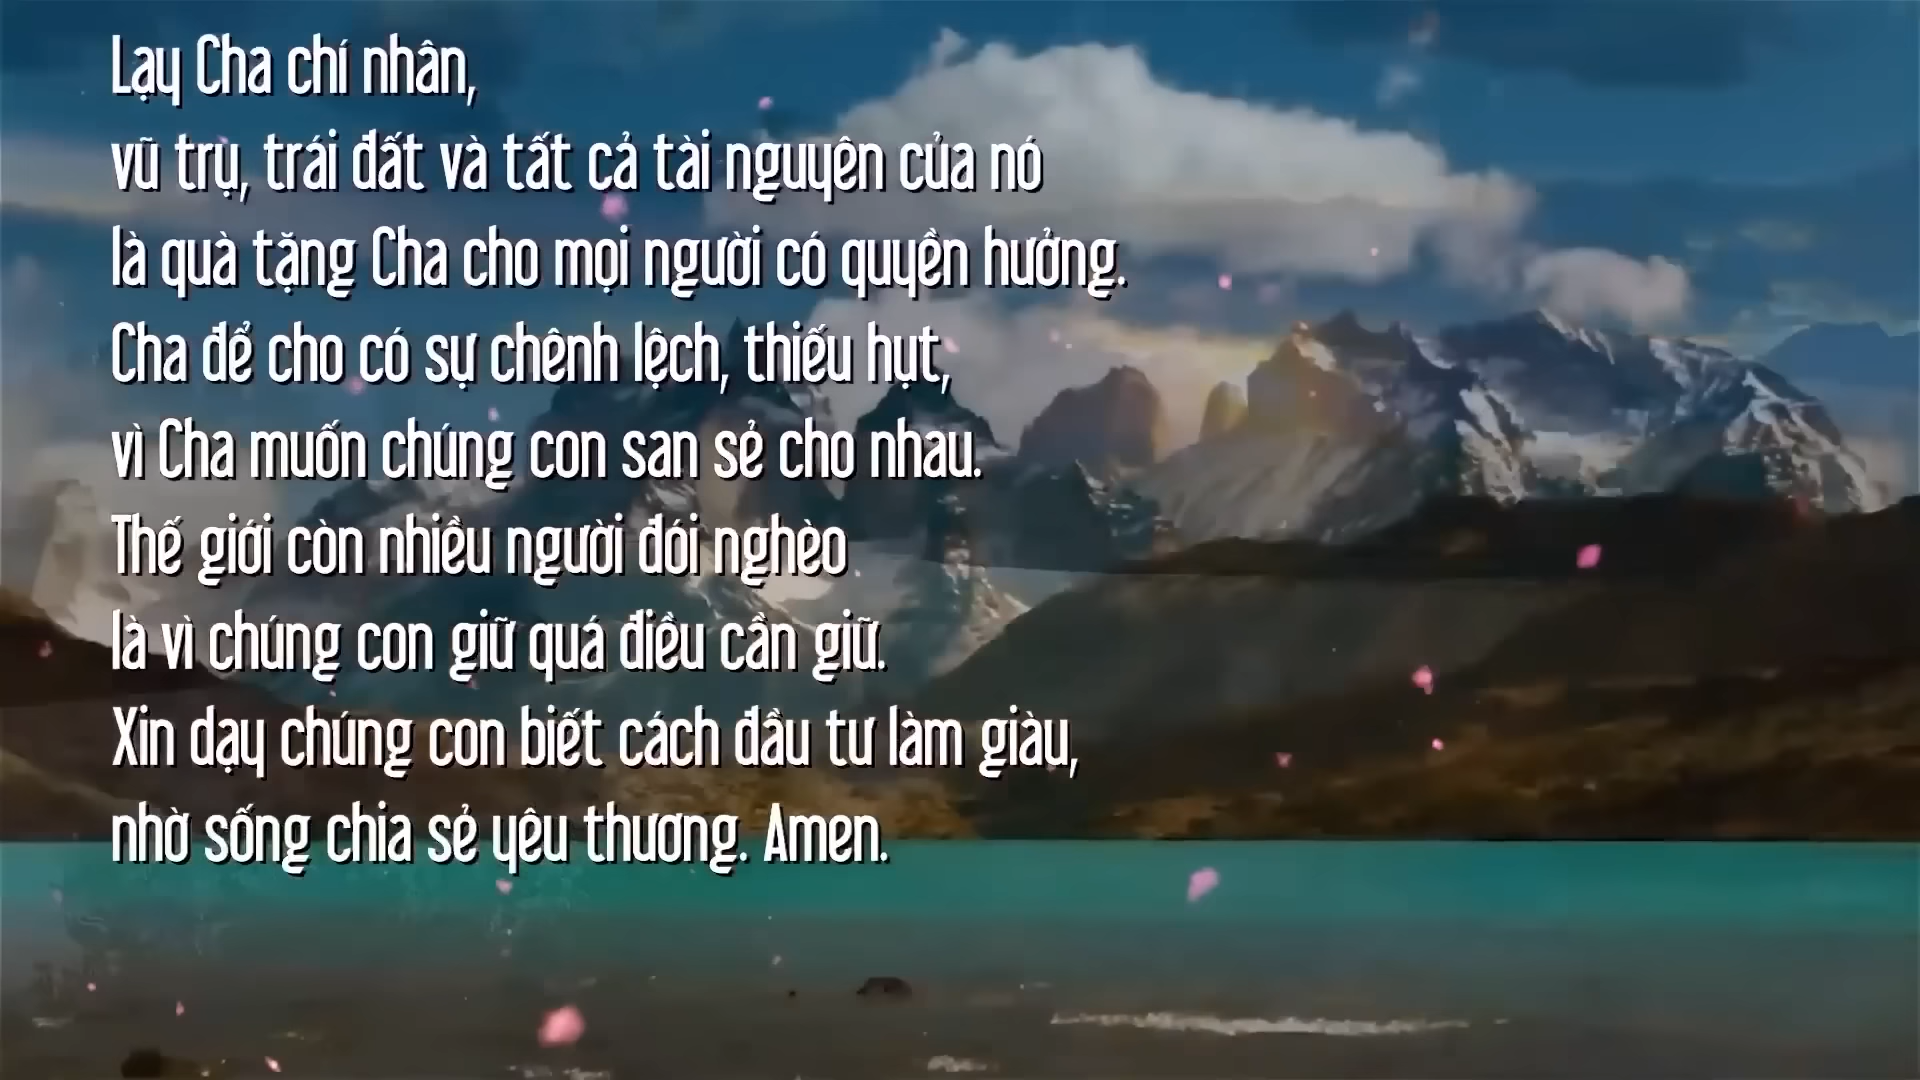 Lạy Cha chí nhân,
vũ trụ, trái đất và tất cả tài nguyên của nó
là quà tặng Cha cho mọi người có quyền hưởng.
Cha để cho có sự chênh lệch, thiếu hụt,
vì Cha muốn chúng con san sẻ cho nhau.
Thế giới còn nhiều người đói nghèo
là vì chúng con giữ quá điều cần giữ.
Xin dạy chúng con biết cách đầu tư làm giàu,
nhờ sống chia sẻ yêu thương. Amen.